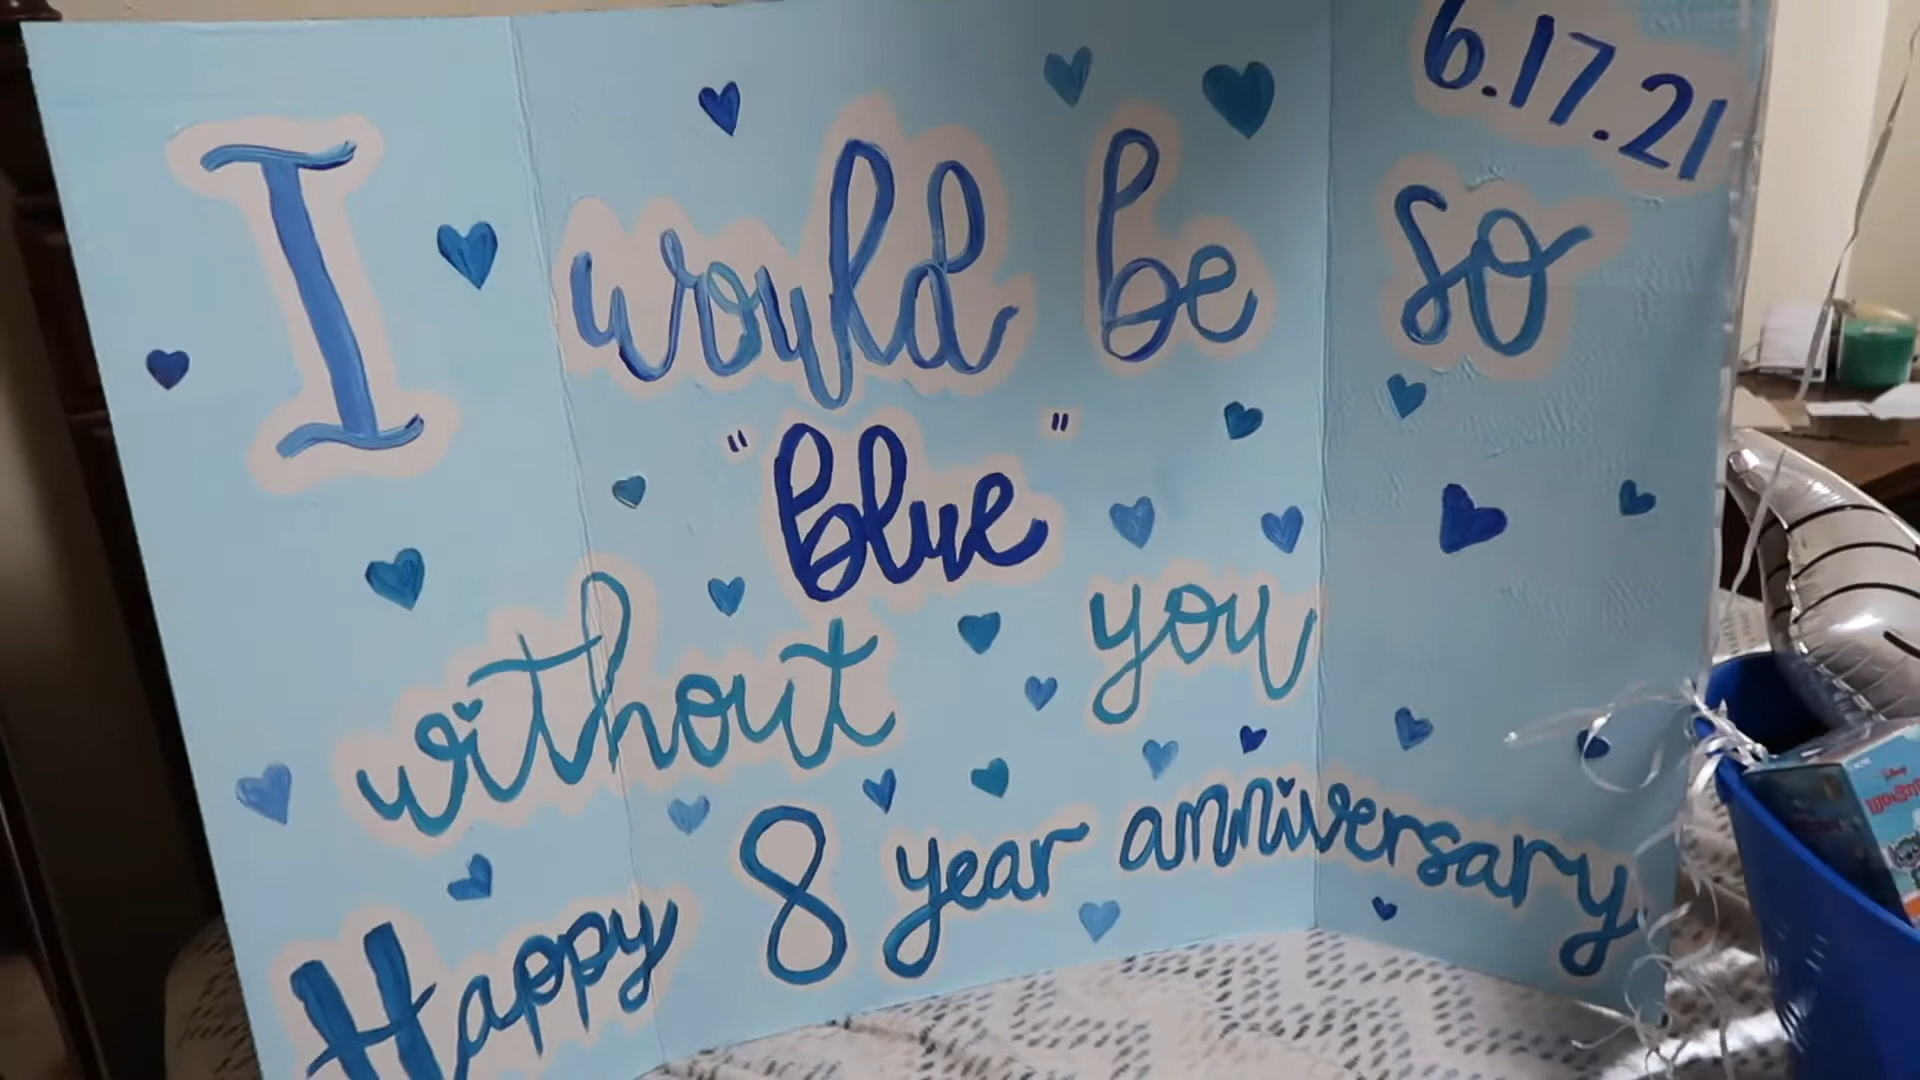 6.17.21
I would be so
"blue"
without you
Happy 8 year anniversary